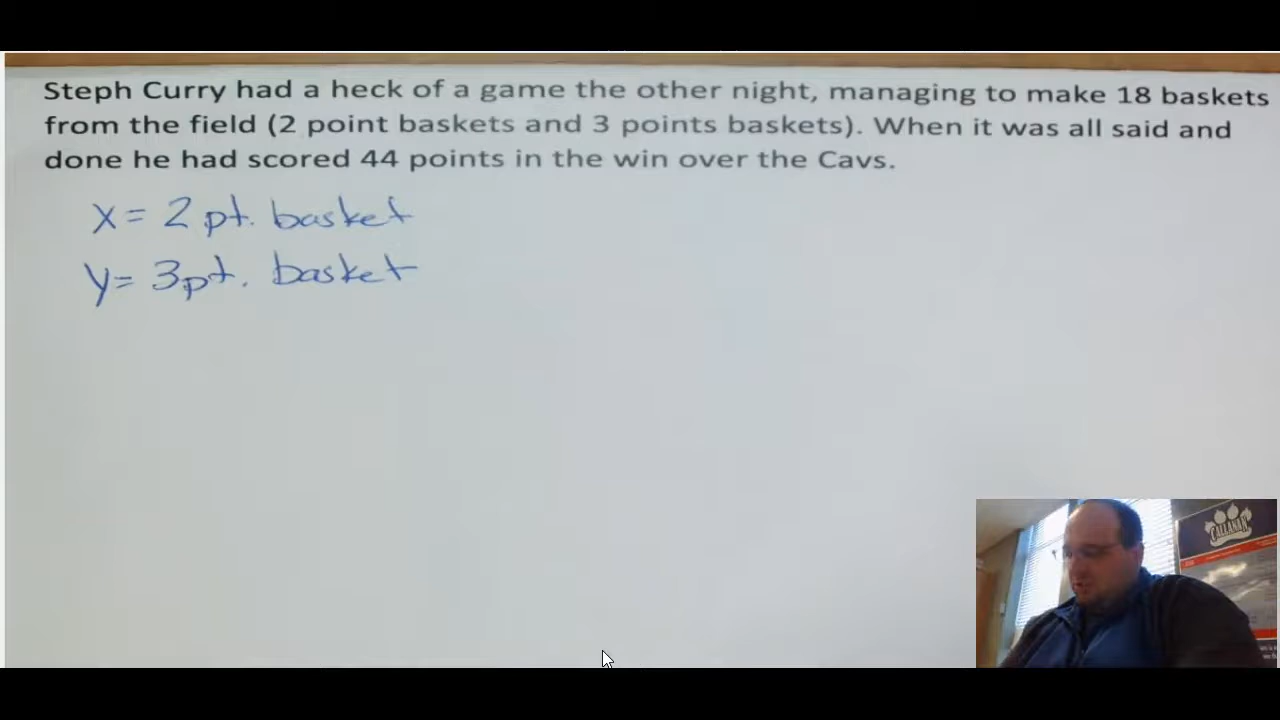 Steph Curry had a heck of a game the other night, managing to make 18 baskets
from the field (2 point baskets and 3 points baskets). When it was all said and
done he had scored 44 points in the win over the Cavs.
x = 2 pt. basket
y = 3pt. basket
CALLANAN